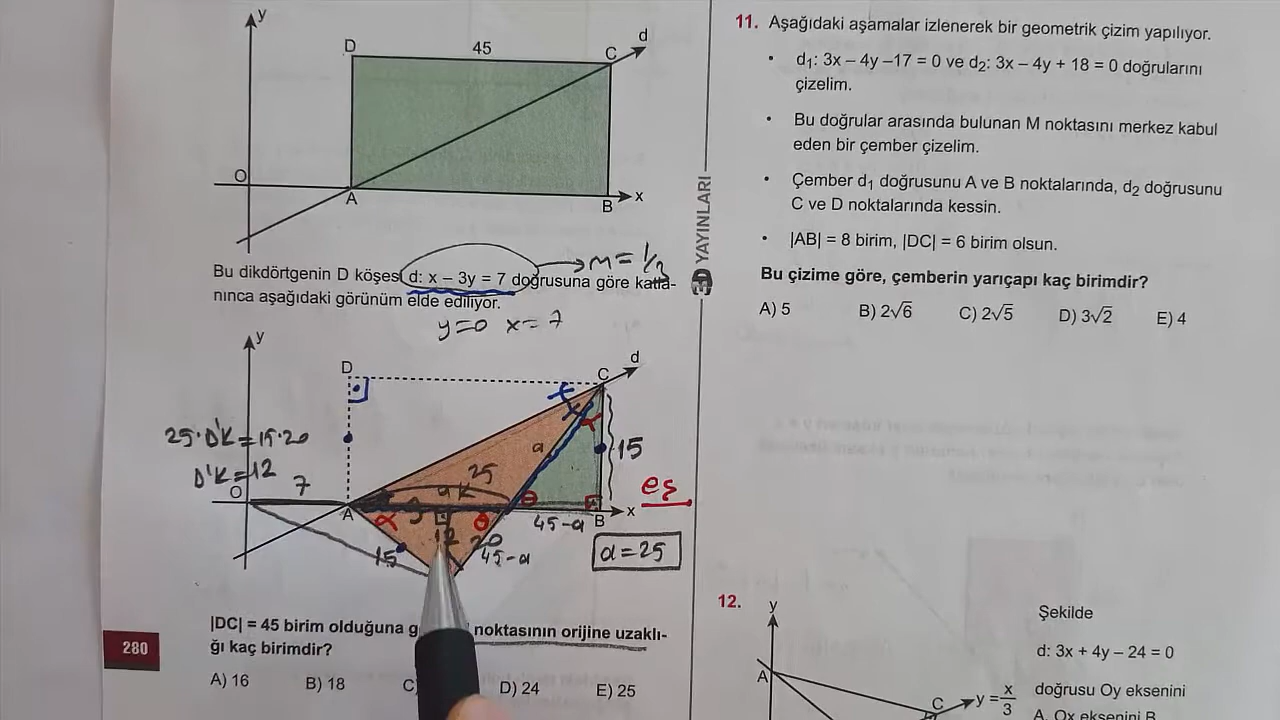 y
D
45
C
d
O
A
B
x
Bu dikdörtgenin D köşesi d: x – 3y = 7 doğrusuna göre katla-
nınca aşağıdaki görünüm elde ediliyor.
m = 1/3
y=0 x=7
y
D
C
d
25·D'K=15·20
D'K=12
7
a
15
25
9
K
eş
O
A
α
θ
θ
α
B
x
45-a
12
20
15
45-a
a=25
|DC| = 45 birim olduğuna noktasının orijine uzaklı-
ğı kaç birimdir?
A) 16
B) 18
C)
D) 24
E) 25
280
YAYINLARI
11. Aşağıdaki aşamalar izlenerek bir geometrik çizim yapılıyor.
• d₁: 3x – 4y –17 = 0 ve d₂: 3x – 4y + 18 = 0 doğrularını
çizelim.
• Bu doğrular arasında bulunan M noktasını merkez kabul
eden bir çember çizelim.
• Çember d₁ doğrusunu A ve B noktalarında, d₂ doğrusunu
C ve D noktalarında kessin.
• |AB| = 8 birim, |DC| = 6 birim olsun.
Bu çizime göre, çemberin yarıçapı kaç birimdir?
A) 5
B) 2√6
C) 2√5
D) 3√2
E) 4
12.
y
A
C
y = x/3
Şekilde
d: 3x + 4y – 24 = 0
doğrusu Oy eksenini
A, Ox eksenini B